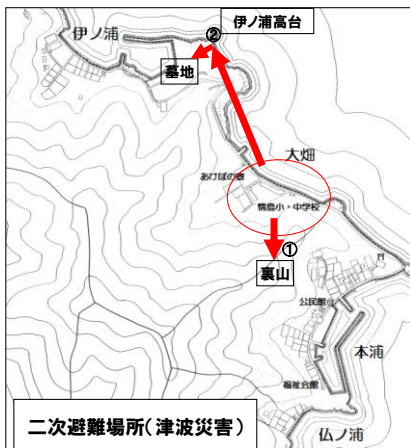 伊ノ浦高台
伊ノ浦
②
墓地
大畑
あけぼの寮
情島小・中学校
①
裏山
公民館
本浦
福祉会館
仏ノ浦
二次避難場所(津波災害)